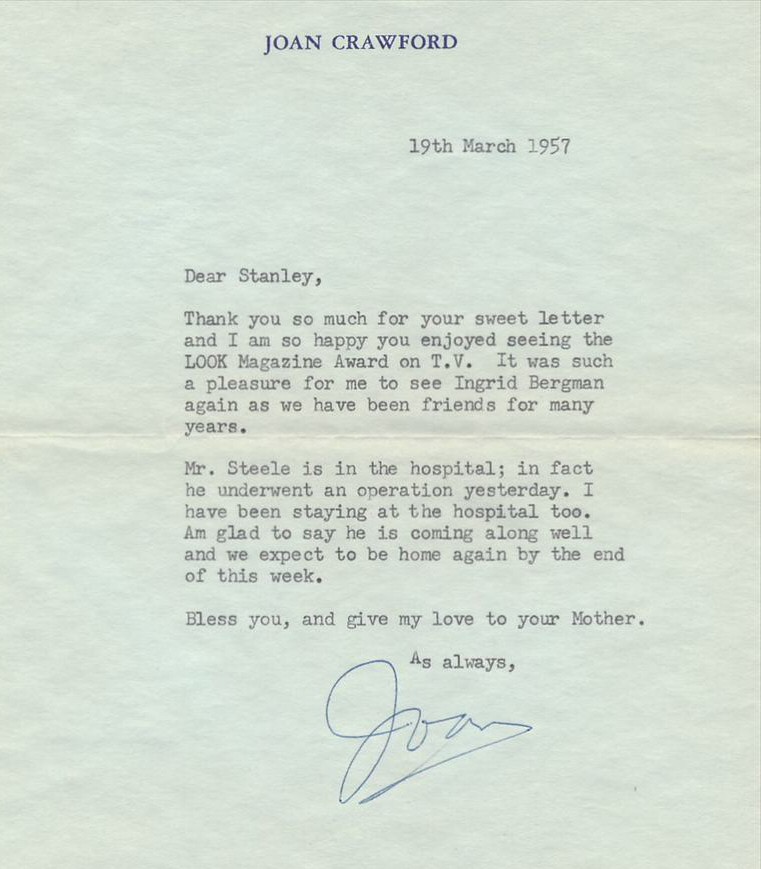 JOAN CRAWFORD
19th March 1957
Dear Stanley,
Thank you so much for your sweet letter
and I am so happy you enjoyed seeing the
LOOK Magazine Award on T.V.  It was such
a pleasure for me to see Ingrid Bergman
again as we have been friends for many
years.
Mr. Steele is in the hospital; in fact
he underwent an operation yesterday. I
have been staying at the hospital too.
Am glad to say he is coming along well
and we expect to be home again by the end
of this week.
Bless you, and give my love to your Mother.
As always,
Joan